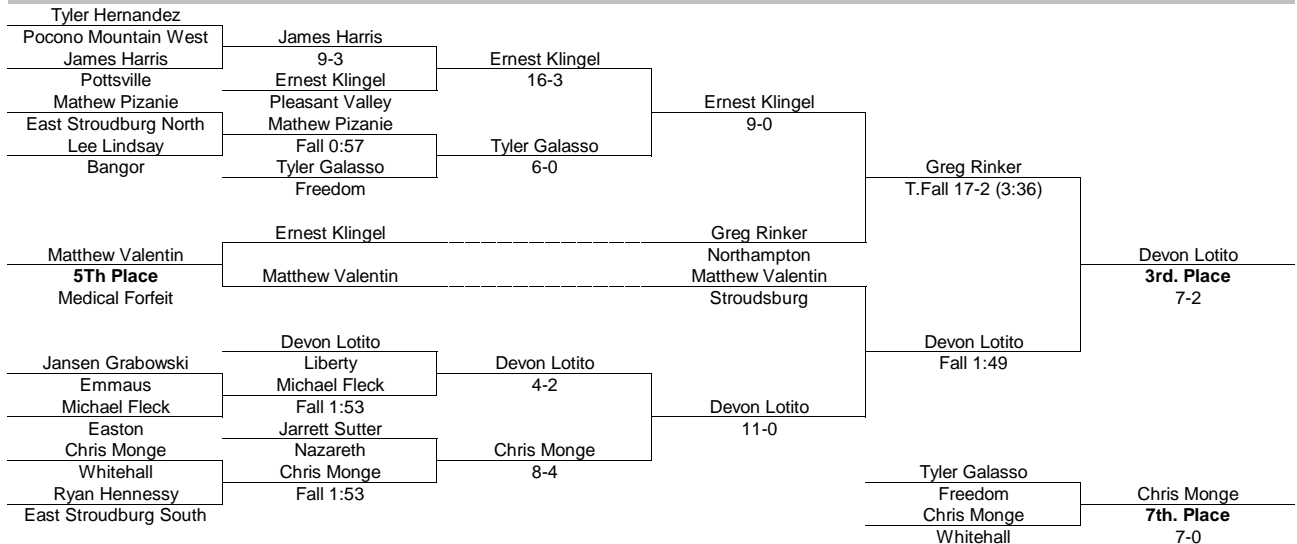 Tyler Hernandez
Pocono Mountain West
James Harris
James Harris
9-3
Ernest Klingel
Pottsville
Ernest Klingel
16-3
Mathew Pizanie
Pleasant Valley
Ernest Klingel
East Stroudburg North
Mathew Pizanie
9-0
Lee Lindsay
Fall 0:57
Tyler Galasso
Bangor
Tyler Galasso
6-0
Greg Rinker
Freedom
T.Fall 17-2 (3:36)
Ernest Klingel
Greg Rinker
Matthew Valentin
Northampton
Devon Lotito
5Th Place
Matthew Valentin
Matthew Valentin
3rd. Place
Medical Forfeit
Stroudsburg
7-2
Devon Lotito
Devon Lotito
Jansen Grabowski
Liberty
Devon Lotito
Fall 1:49
Emmaus
Michael Fleck
4-2
Michael Fleck
Fall 1:53
Devon Lotito
Easton
Jarrett Sutter
11-0
Chris Monge
Nazareth
Chris Monge
Whitehall
Chris Monge
8-4
Tyler Galasso
Ryan Hennessy
Fall 1:53
Freedom
Chris Monge
East Stroudburg South
Chris Monge
7th. Place
Whitehall
7-0